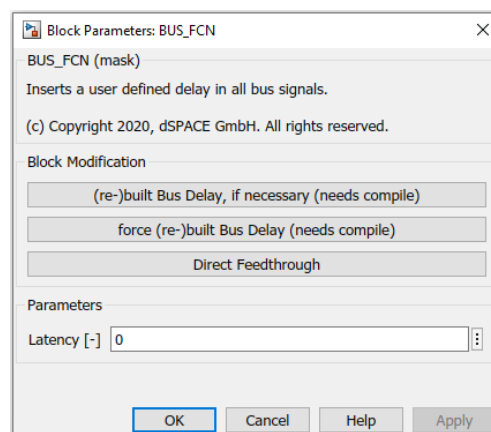 Block Parameters: BUS_FCN
BUS_FCN (mask)
Inserts a user defined delay in all bus signals.
(c) Copyright 2020, dSPACE GmbH. All rights reserved.
Block Modification
(re-)built Bus Delay, if necessary (needs compile)
force (re-)built Bus Delay (needs compile)
Direct Feedthrough
Parameters
Latency [-] 0
OK Cancel Help Apply